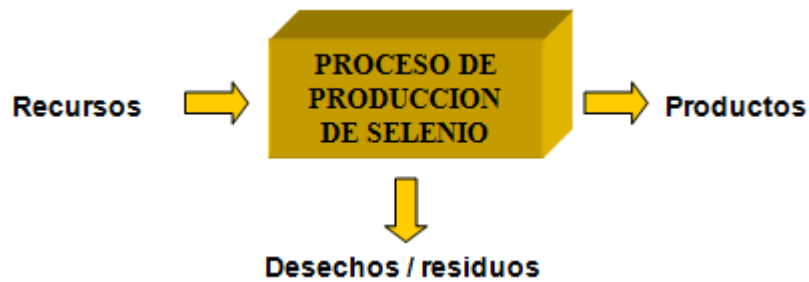 PROCESO DE
PRODUCCION
DE SELENIO
Recursos
Productos
Desechos / residuos